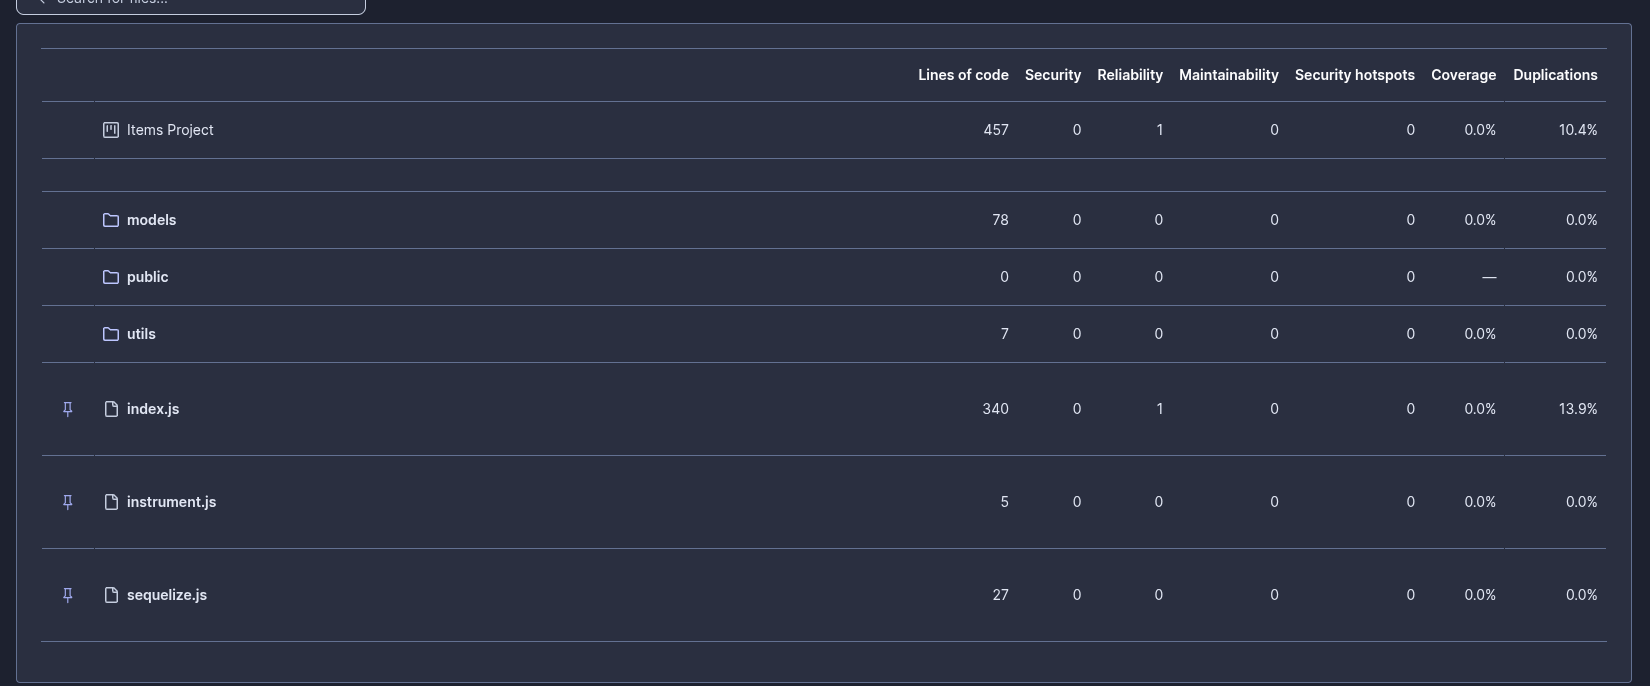 Search for files...
Lines of code Security Reliability Maintainability Security hotspots Coverage Duplications
Items Project 457 0 1 0 0 0.0% 10.4%
models 78 0 0 0 0 0.0% 0.0%
public 0 0 0 0 0 — 0.0%
utils 7 0 0 0 0 0.0% 0.0%
index.js 340 0 1 0 0 0.0% 13.9%
instrument.js 5 0 0 0 0 0.0% 0.0%
sequelize.js 27 0 0 0 0 0.0% 0.0%